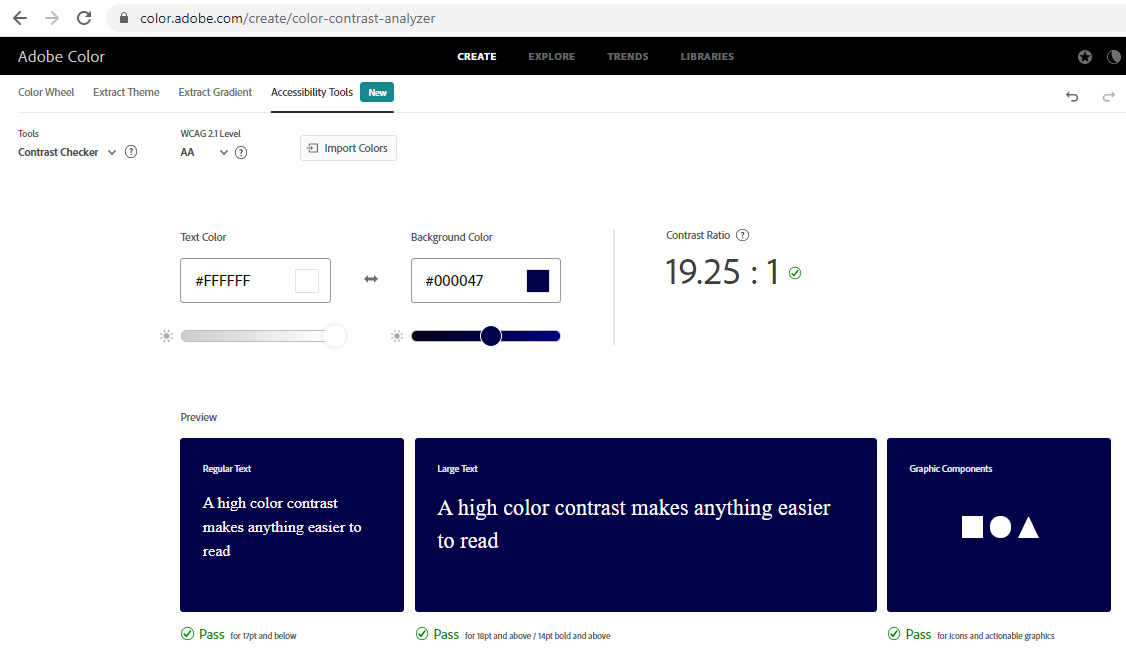 color.adobe.com/create/color-contrast-analyzer
Adobe Color CREATE EXPLORE TRENDS LIBRARIES
Color Wheel Extract Theme Extract Gradient Accessibility Tools New
Tools WCAG 2.1 Level
Contrast Checker ? AA ? Import Colors
Text Color Background Color Contrast Ratio ?
#FFFFFF #000047 19.25 : 1
Preview
Regular Text
A high color contrast
makes anything easier to
read
Large Text
A high color contrast makes anything easier
to read
Graphic Components
Pass for 17pt and below
Pass for 18pt and above / 14pt bold and above
Pass for icons and actionable graphics